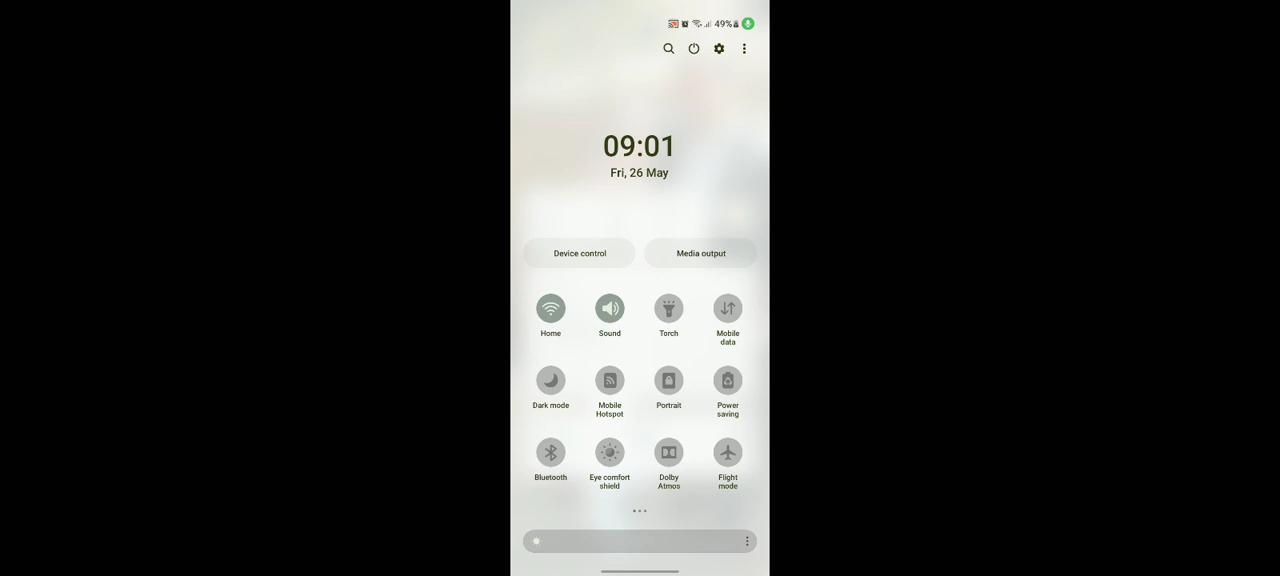 49%
09:01
Fri, 26 May
Device control
Media output
Home
Sound
Torch
Mobile
data
Dark mode
Mobile
Hotspot
Portrait
Power
saving
Bluetooth
Eye comfort
shield
Dolby
Atmos
Flight
mode